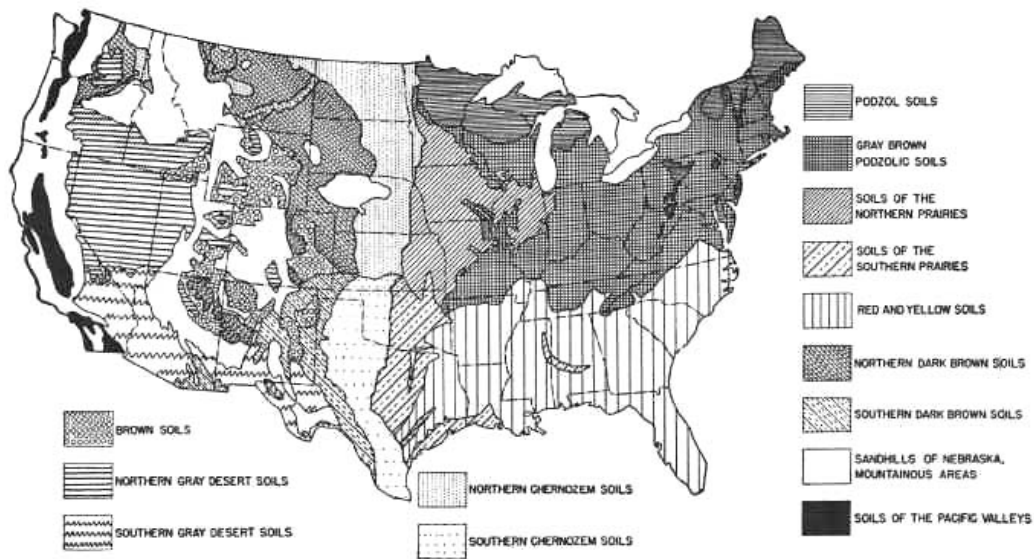 PODZOL SOILS
GRAY BROWN
PODZOLIC SOILS
SOILS OF THE
NORTHERN PRAIRIES
SOILS OF THE
SOUTHERN PRAIRIES
RED AND YELLOW SOILS
NORTHERN DARK BROWN SOILS
SOUTHERN DARK BROWN SOILS
SANDHILLS OF NEBRASKA,
MOUNTAINOUS AREAS
SOILS OF THE PACIFIC VALLEYS
BROWN SOILS
NORTHERN GRAY DESERT SOILS
SOUTHERN GRAY DESERT SOILS
NORTHERN CHERNOZEM SOILS
SOUTHERN CHERNOZEM SOILS